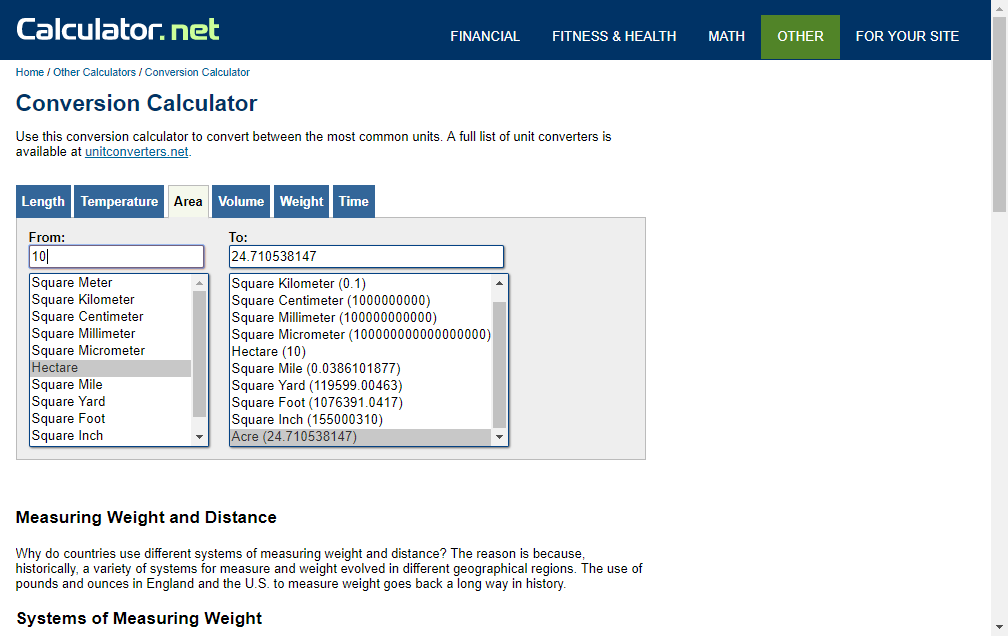 Calculator.net
FINANCIAL
FITNESS & HEALTH
MATH
OTHER
FOR YOUR SITE
Home / Other Calculators / Conversion Calculator
Conversion Calculator
Use this conversion calculator to convert between the most common units. A full list of unit converters is
available at unitconverters.net.
Length
Temperature
Area
Volume
Weight
Time
From:
10
Square Meter
Square Kilometer
Square Centimeter
Square Millimeter
Square Micrometer
Hectare
Square Mile
Square Yard
Square Foot
Square Inch
To:
24.710538147
Square Kilometer (0.1)
Square Centimeter (1000000000)
Square Millimeter (100000000000)
Square Micrometer (100000000000000000)
Hectare (10)
Square Mile (0.0386101877)
Square Yard (119599.00463)
Square Foot (1076391.0417)
Square Inch (155000310)
Acre (24.710538147)
Measuring Weight and Distance
Why do countries use different systems of measuring weight and distance? The reason is because,
historically, a variety of systems for measure and weight evolved in different geographical regions. The use of
pounds and ounces in England and the U.S. to measure weight goes back a long way in history.
Systems of Measuring Weight